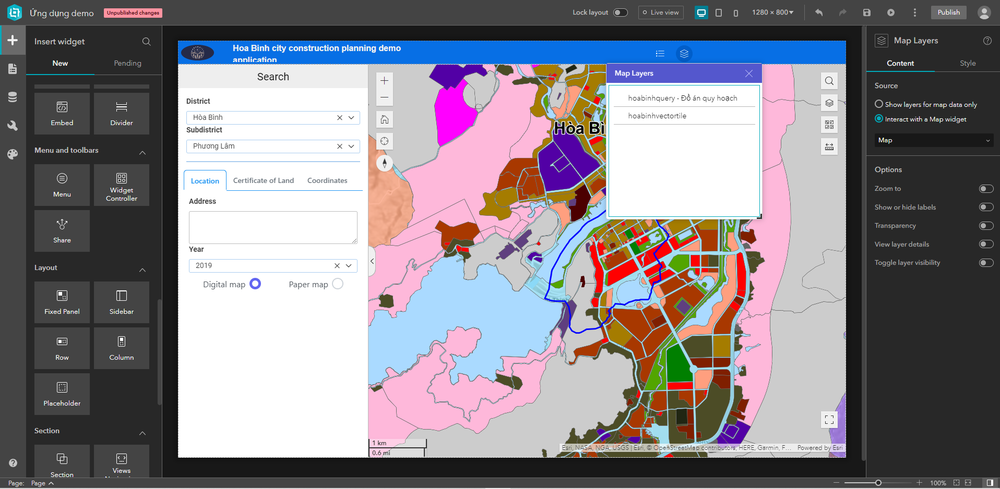 Ứng dụng demo
Unpublished changes
Lock layout
Live view
1280 × 800
Publish
Insert widget
New
Pending
Embed
Divider
Menu and toolbars
Menu
Widget
Controller
Share
Layout
Fixed Panel
Sidebar
Row
Column
Placeholder
Section
Section
Views
Hoa Binh city construction planning demo
application
Search
District
Hòa Bình
Subdistrict
Phương Lâm
Location
Certificate of Land
Coordinates
Address
Year
2019
Digital map
Paper map
Map Layers
hoabinhquery - Đồ án quy hoạch
hoabinhvectortile
Hòa Bì
1 km
0.6 mi
Esri, NASA, NGA, USGS | Esri, © OpenStreetMap contributors, HERE, Garmin, F...
Powered by Esri
Map Layers
Content
Style
Source
Show layers for map data only
Interact with a Map widget
Map
Options
Zoom to
Show or hide labels
Transparency
View layer details
Toggle layer visibility
Page:
Page
100%